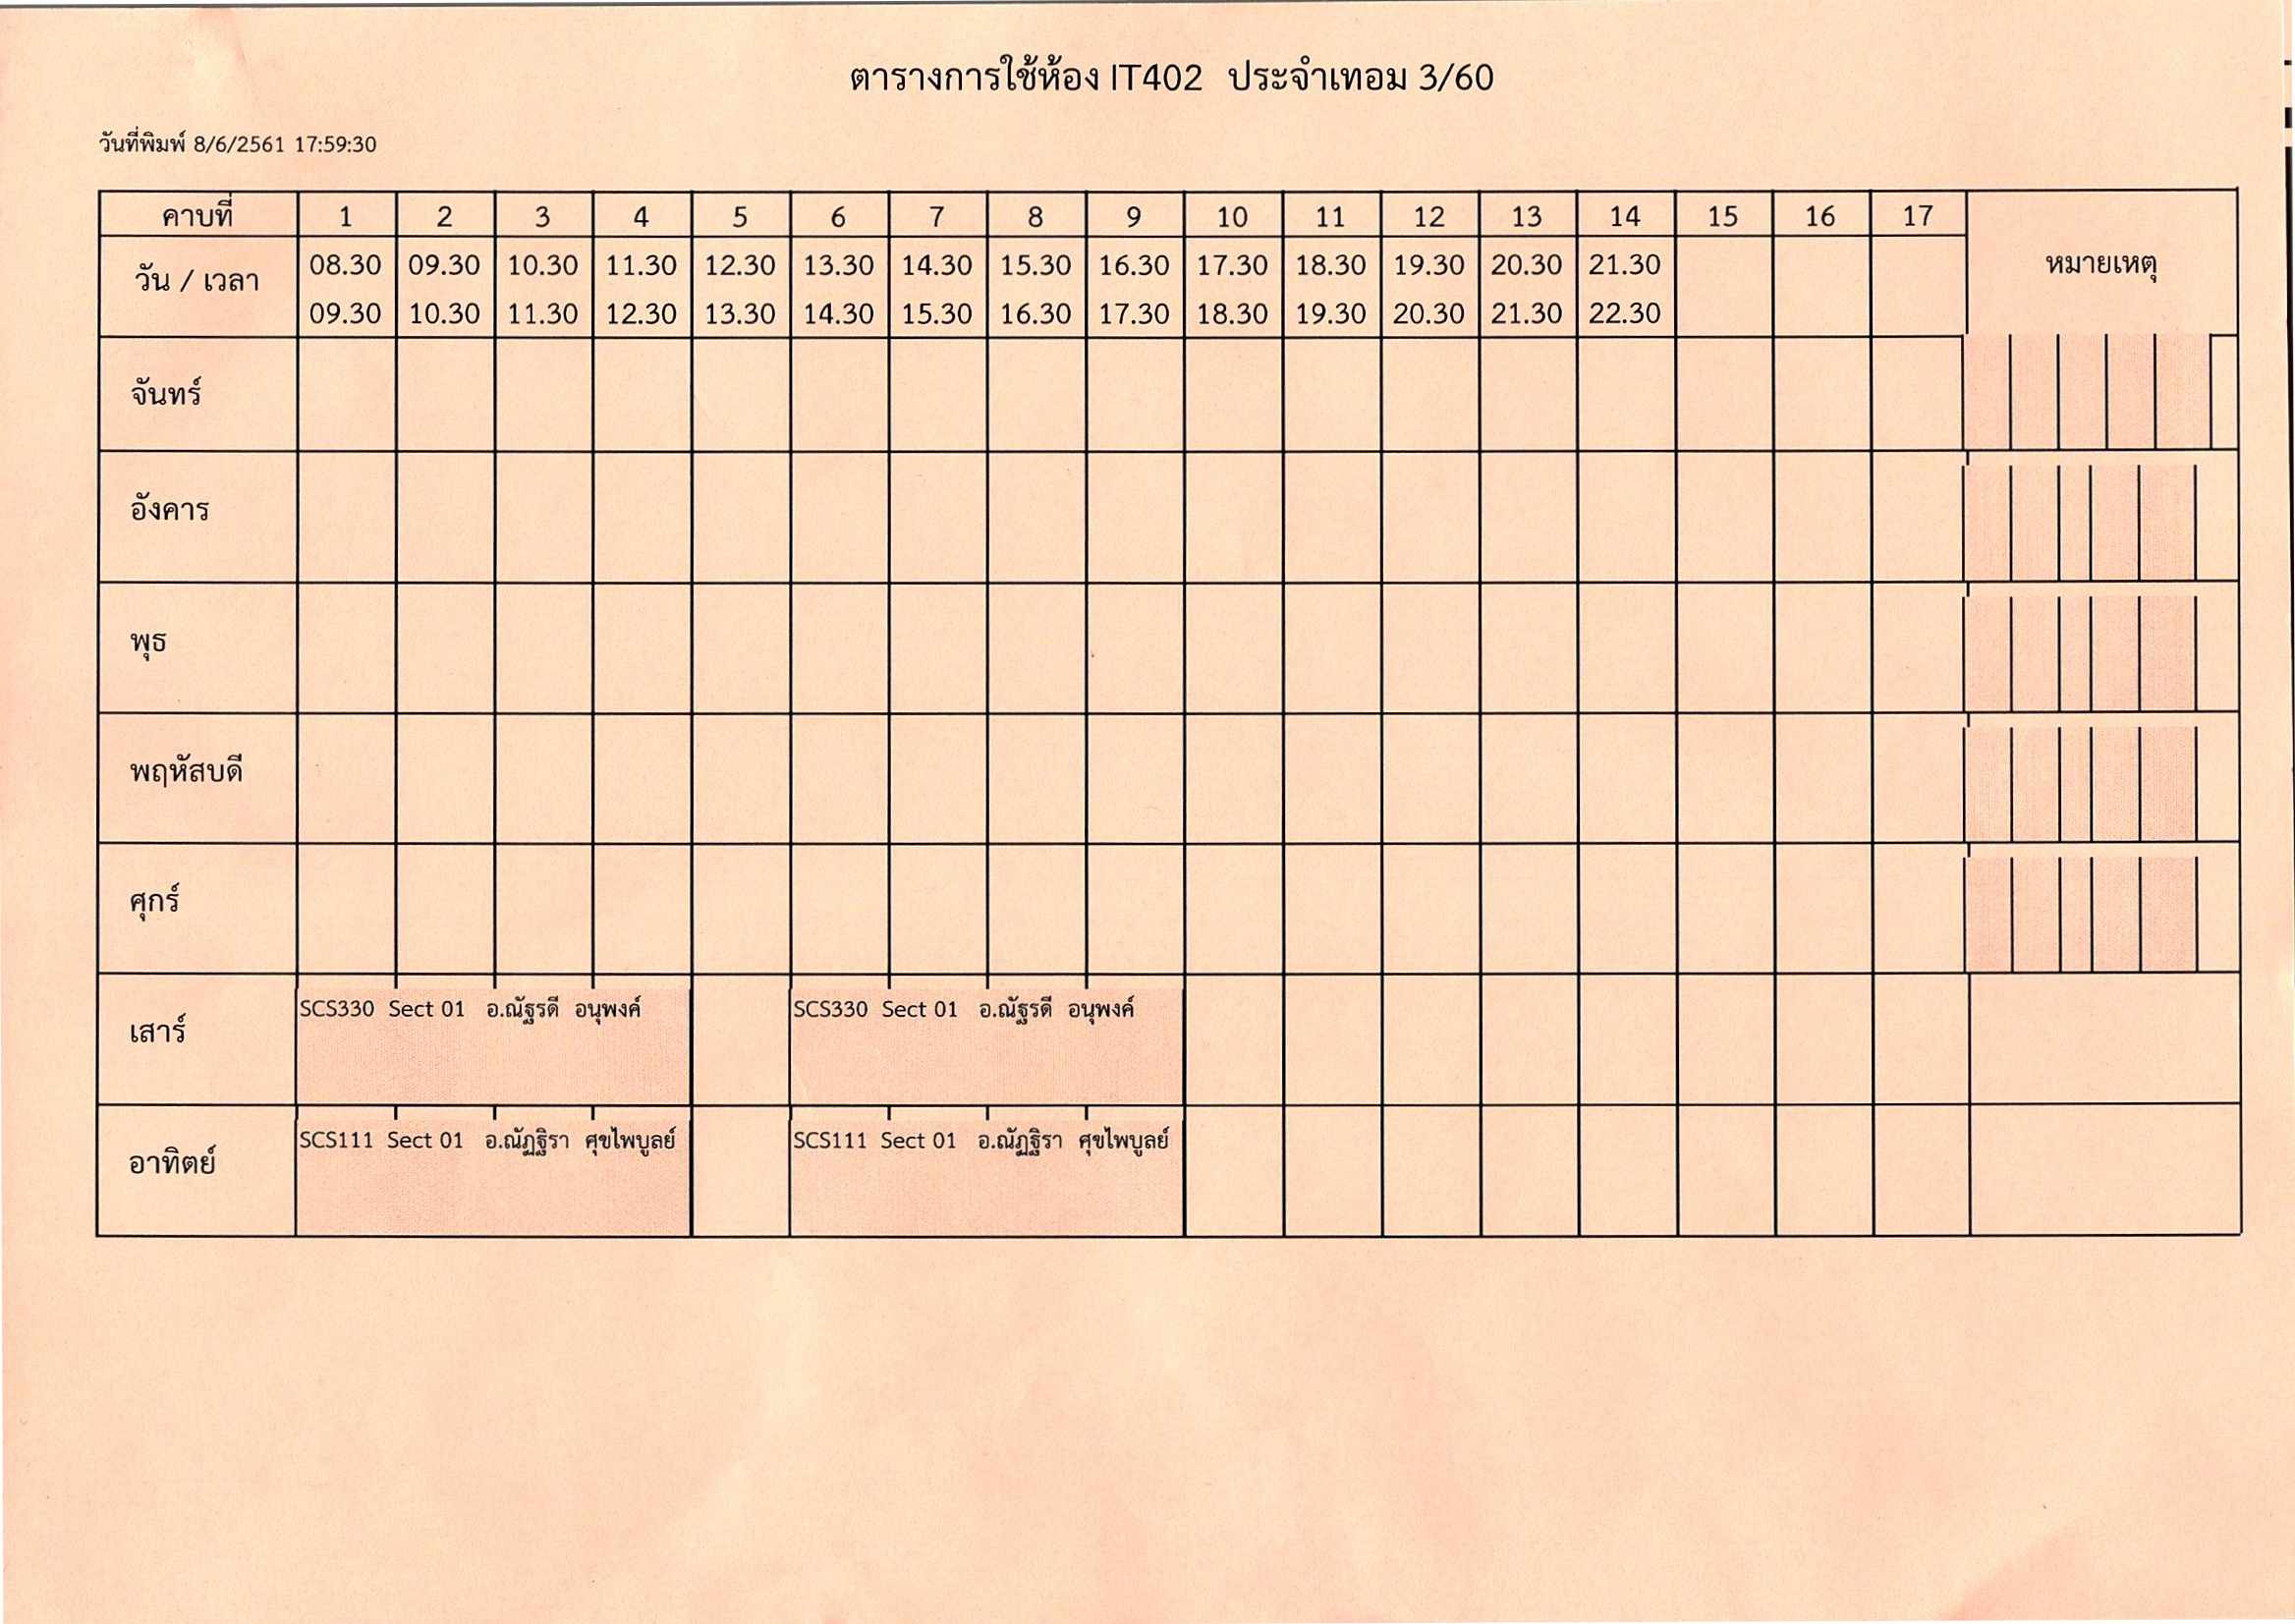 ตารางการใช้ห้อง IT402 ประจำเทอม 3/60
วันที่พิมพ์ 8/6/2561 17:59:30
คาบที่ 1 2 3 4 5 6 7 8 9 10 11 12 13 14 15 16 17
หมายเหตุ
วัน / เวลา
08.30 09.30 10.30 11.30 12.30 13.30 14.30 15.30 16.30 17.30 18.30 19.30 20.30 21.30
09.30 10.30 11.30 12.30 13.30 14.30 15.30 16.30 17.30 18.30 19.30 20.30 21.30 22.30
จันทร์
อังคาร
พุธ
พฤหัสบดี
ศุกร์
เสาร์
SCS330 Sect 01 อ.ณัฐรดี อนุพงค์ SCS330 Sect 01 อ.ณัฐรดี อนุพงค์
อาทิตย์
SCS111 Sect 01 อ.ณัฏฐิรา ศุขไพบูลย์ SCS111 Sect 01 อ.ณัฏฐิรา ศุขไพบูลย์